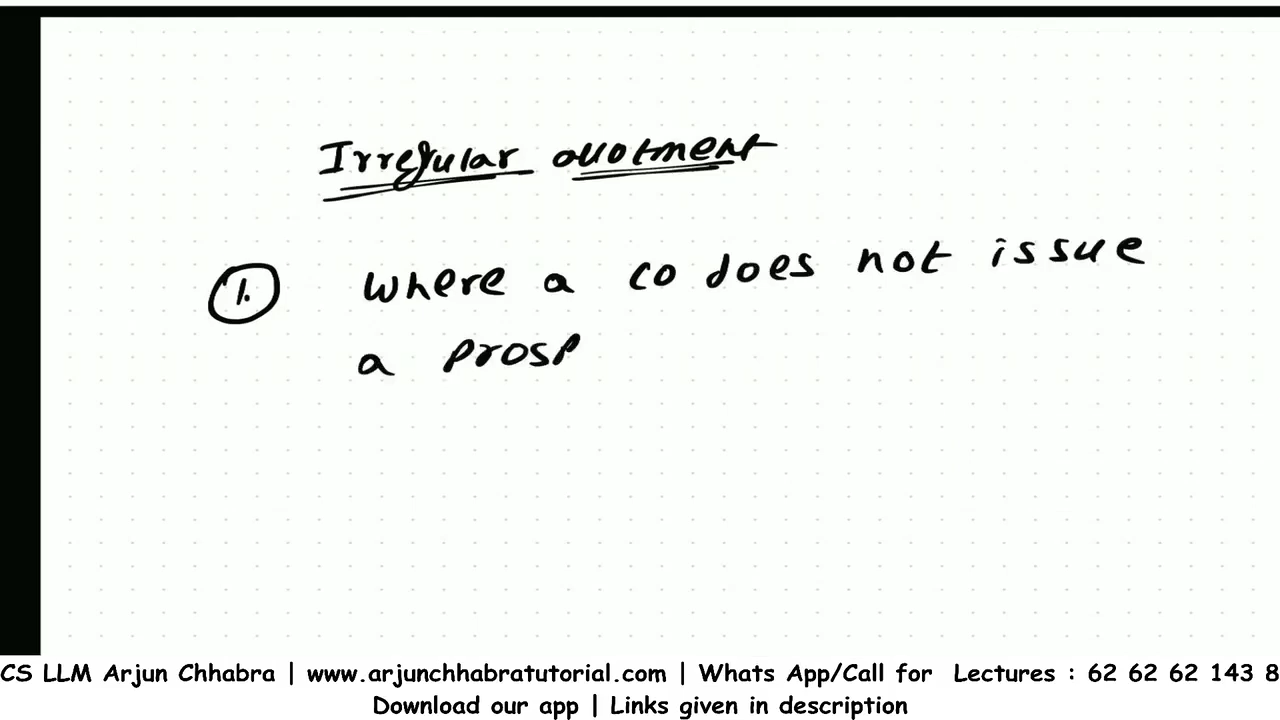 Irregular allotment
1. Where a co does not issue
a prosp
CS LLM Arjun Chhabra | www.arjunchhabratutorial.com | Whats App/Call for Lectures : 62 62 62 143 8
Download our app | Links given in description